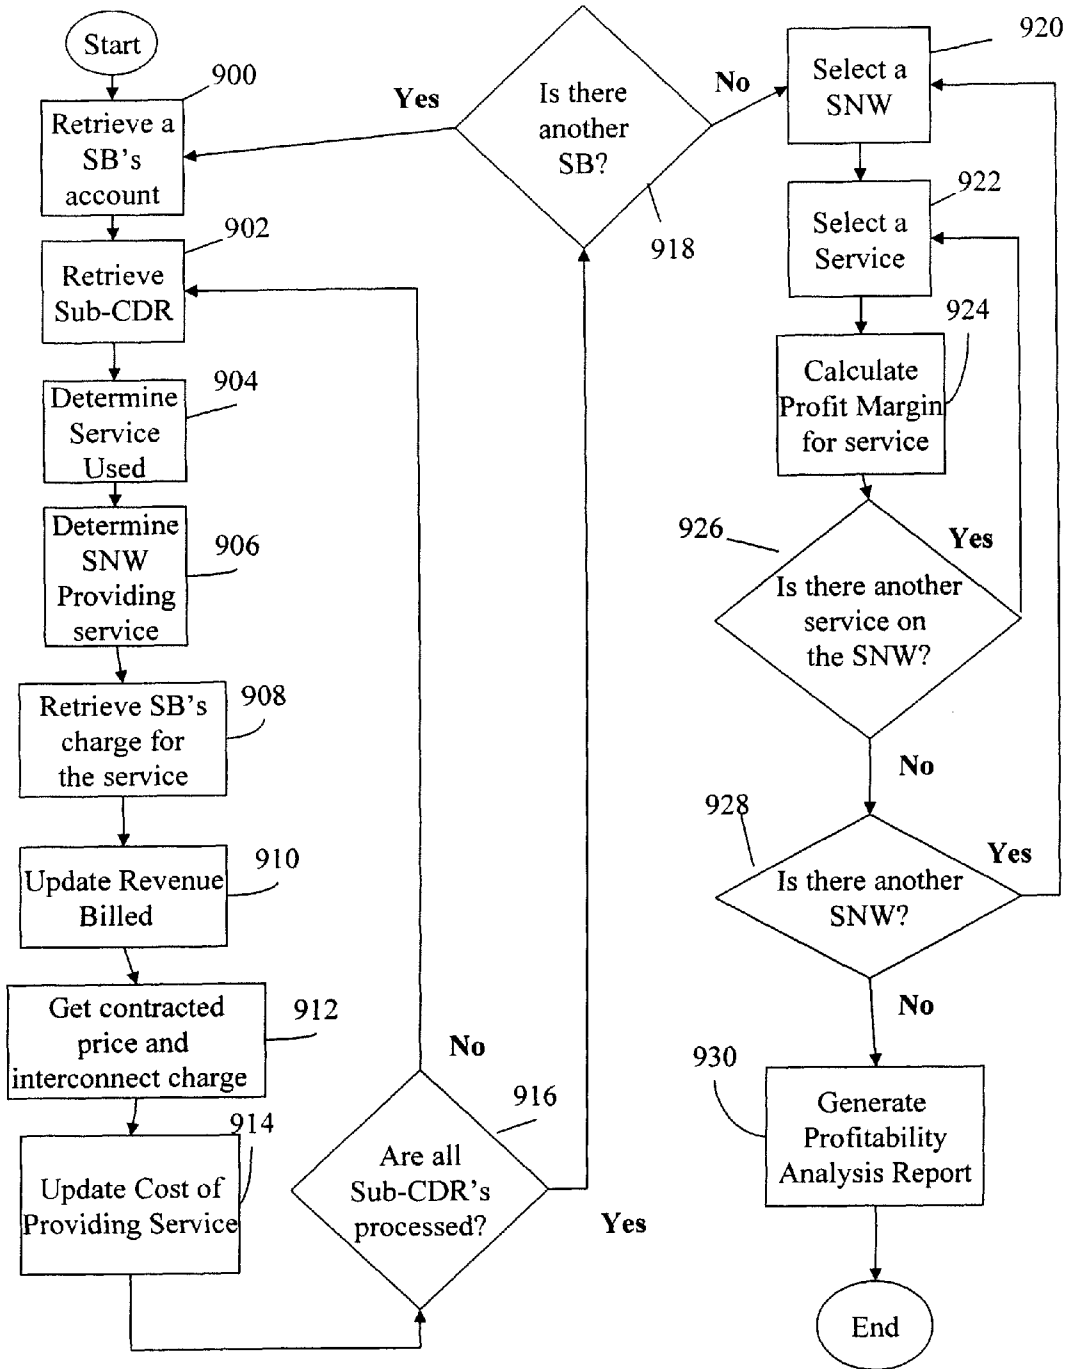 Start
900
Retrieve a
SB's
account
902
Retrieve
Sub-CDR
904
Determine
Service
Used
906
Determine
SNW
Providing
service
908
Retrieve SB's
charge for
the service
910
Update Revenue
Billed
912
Get contracted
price and
interconnect charge
914
Update Cost of
Providing Service
916
Are all
Sub-CDR's
processed?
No
Yes
Is there
another
SB?
918
Yes
No
920
Select a
SNW
922
Select a
Service
924
Calculate
Profit Margin
for service
926
Is there another
service on
the SNW?
Yes
No
928
Is there another
SNW?
Yes
No
930
Generate
Profitability
Analysis Report
End